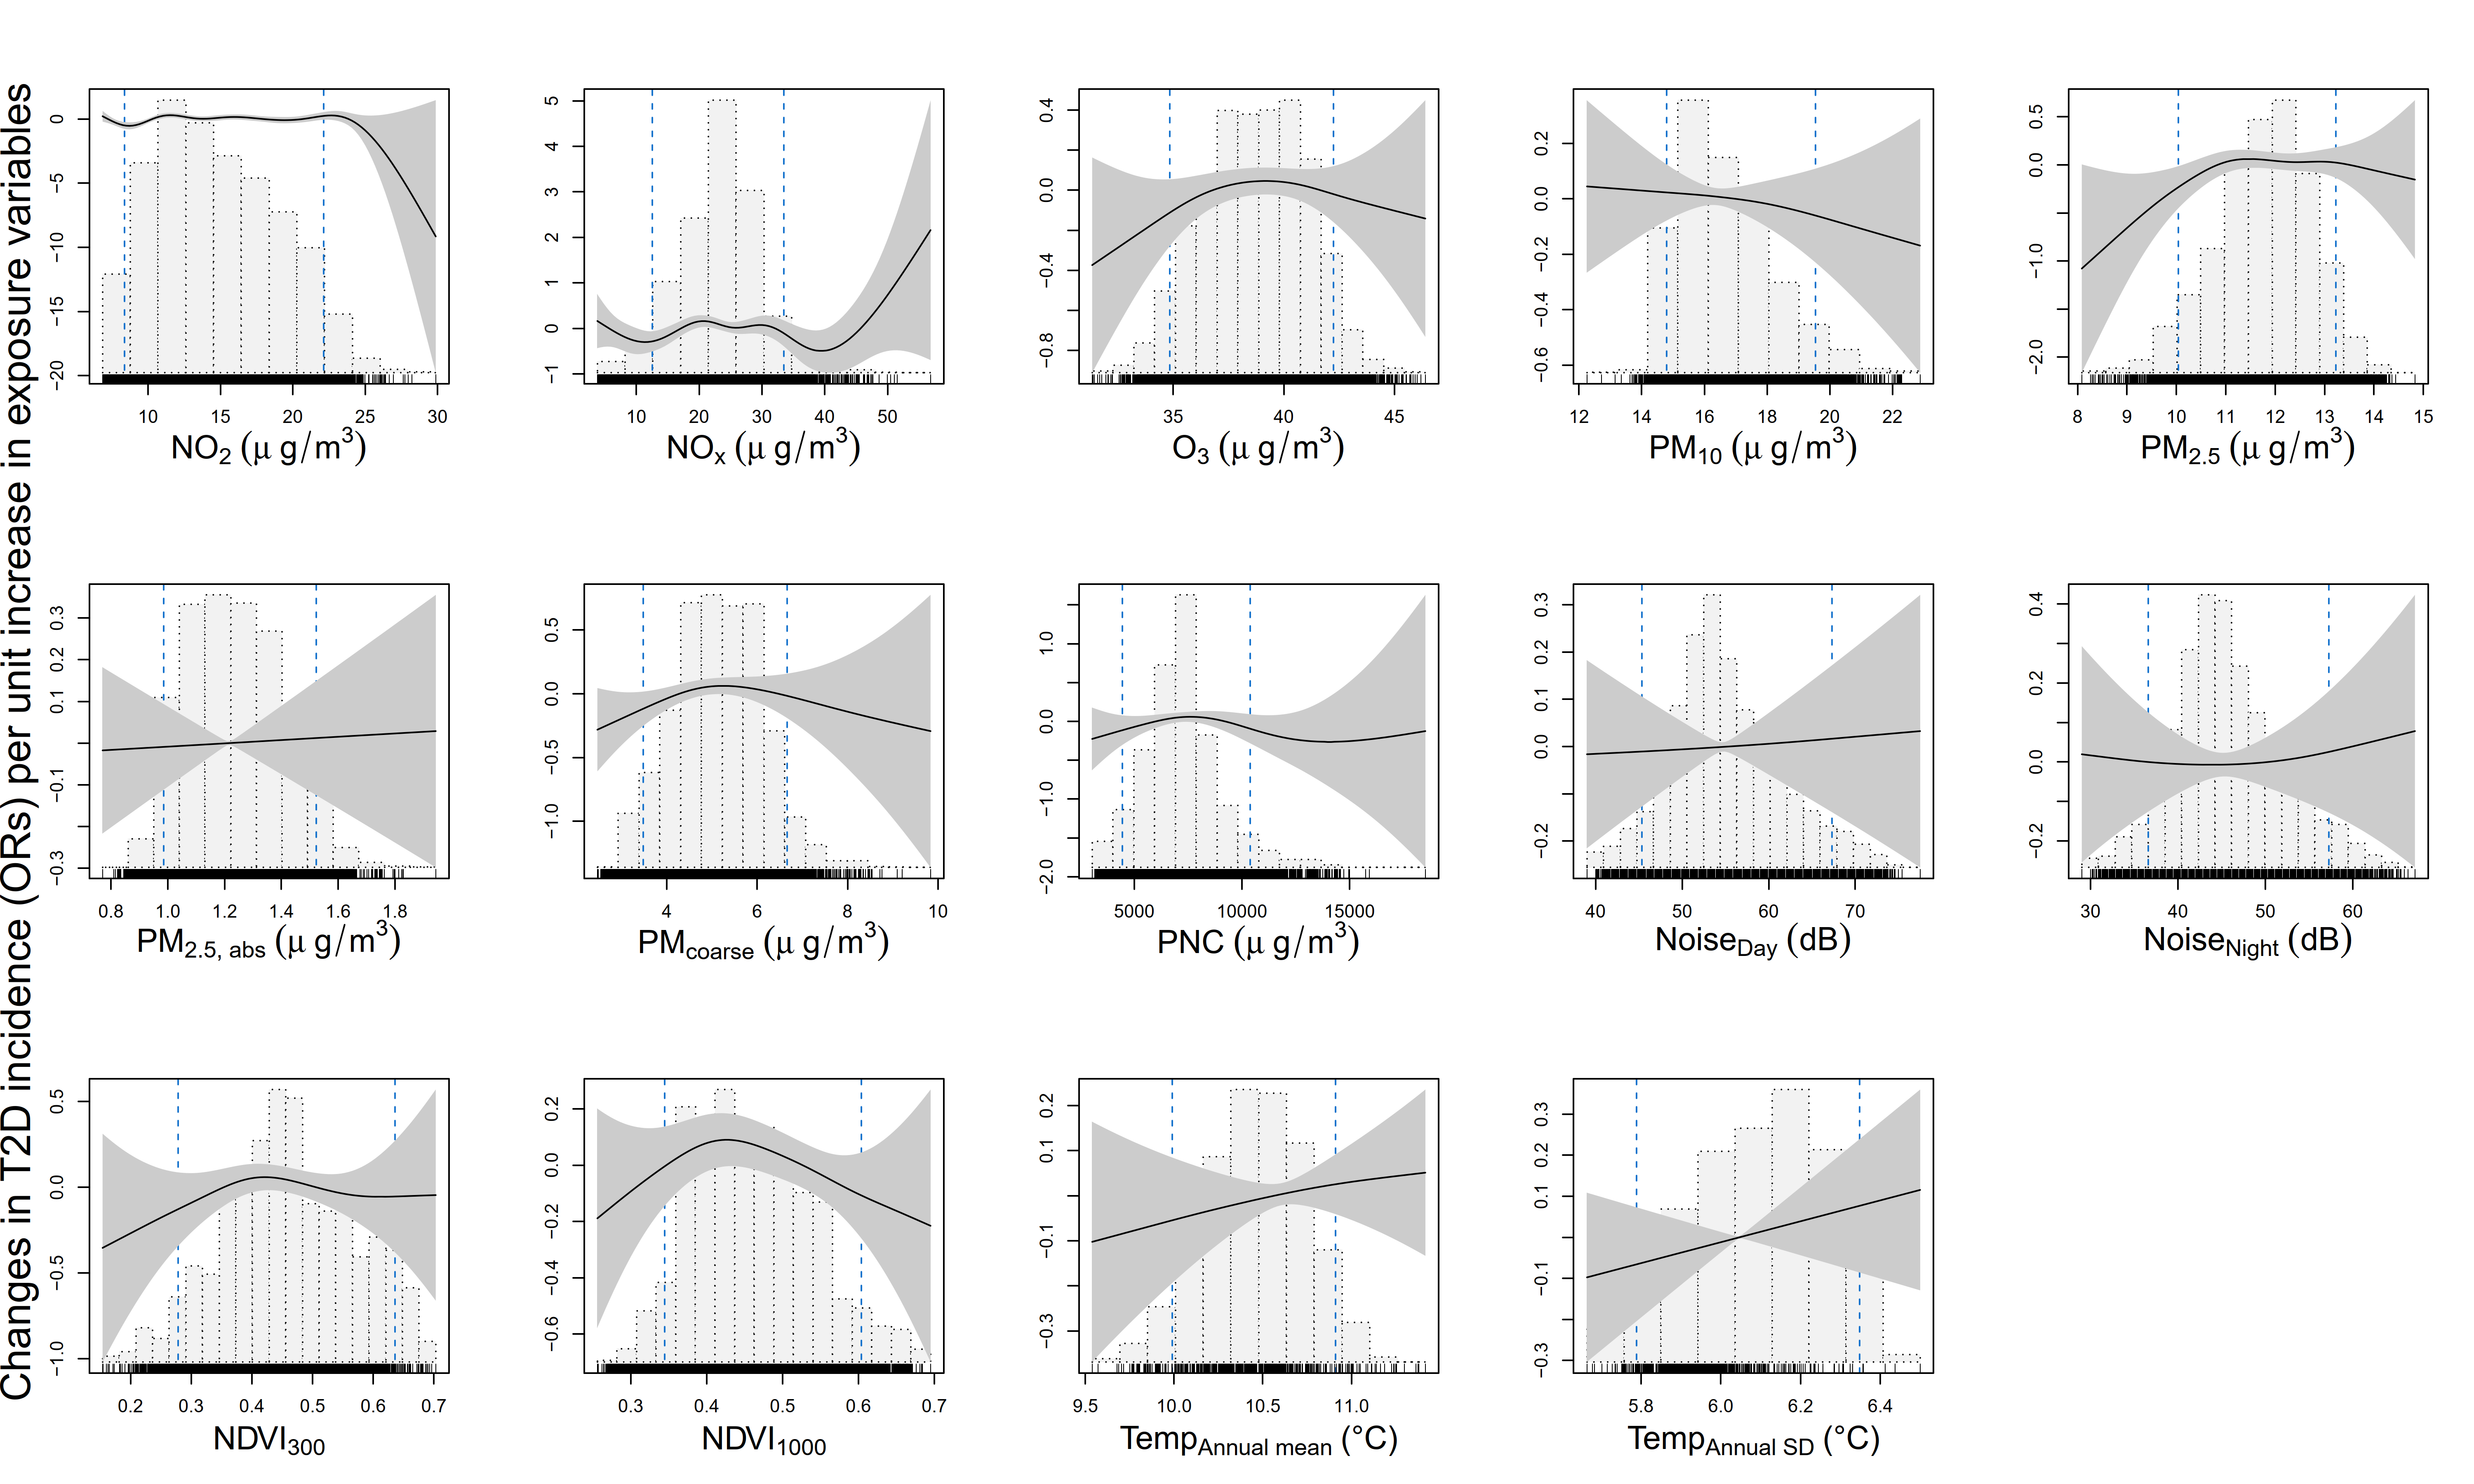 Changes in T2D incidence (ORs) per unit increase in exposure variables
0
−5
−10
−15
−20
10 15 20 25 30
NO2 (μ g/m3)
5
4
3
2
1
0
−1
10 20 30 40 50
NOx (μ g/m3)
0.4
0.0
−0.4
−0.8
35 40 45
O3 (μ g/m3)
0.2
0.0
−0.2
−0.4
−0.6
12 14 16 18 20 22
PM10 (μ g/m3)
0.5
0.0
−1.0
−2.0
8 9 10 11 12 13 14 15
PM2.5 (μ g/m3)
0.3
0.2
0.1
−0.1
−0.3
0.8 1.0 1.2 1.4 1.6 1.8
PM2.5, abs (μ g/m3)
0.5
0.0
−0.5
−1.0
4 6 8 10
PMcoarse (μ g/m3)
1.0
0.0
−1.0
−2.0
5000 10000 15000
PNC (μ g/m3)
0.3
0.2
0.1
0.0
−0.2
40 50 60 70
NoiseDay (dB)
0.4
0.2
0.0
−0.2
30 40 50 60
NoiseNight (dB)
0.5
0.0
−0.5
−1.0
0.2 0.3 0.4 0.5 0.6 0.7
NDVI300
0.2
0.0
−0.2
−0.4
−0.6
0.3 0.4 0.5 0.6 0.7
NDVI1000
0.2
0.1
−0.1
−0.3
9.5 10.0 10.5 11.0
TempAnnual mean (°C)
0.3
0.2
0.1
−0.1
−0.3
5.8 6.0 6.2 6.4
TempAnnual SD (°C)